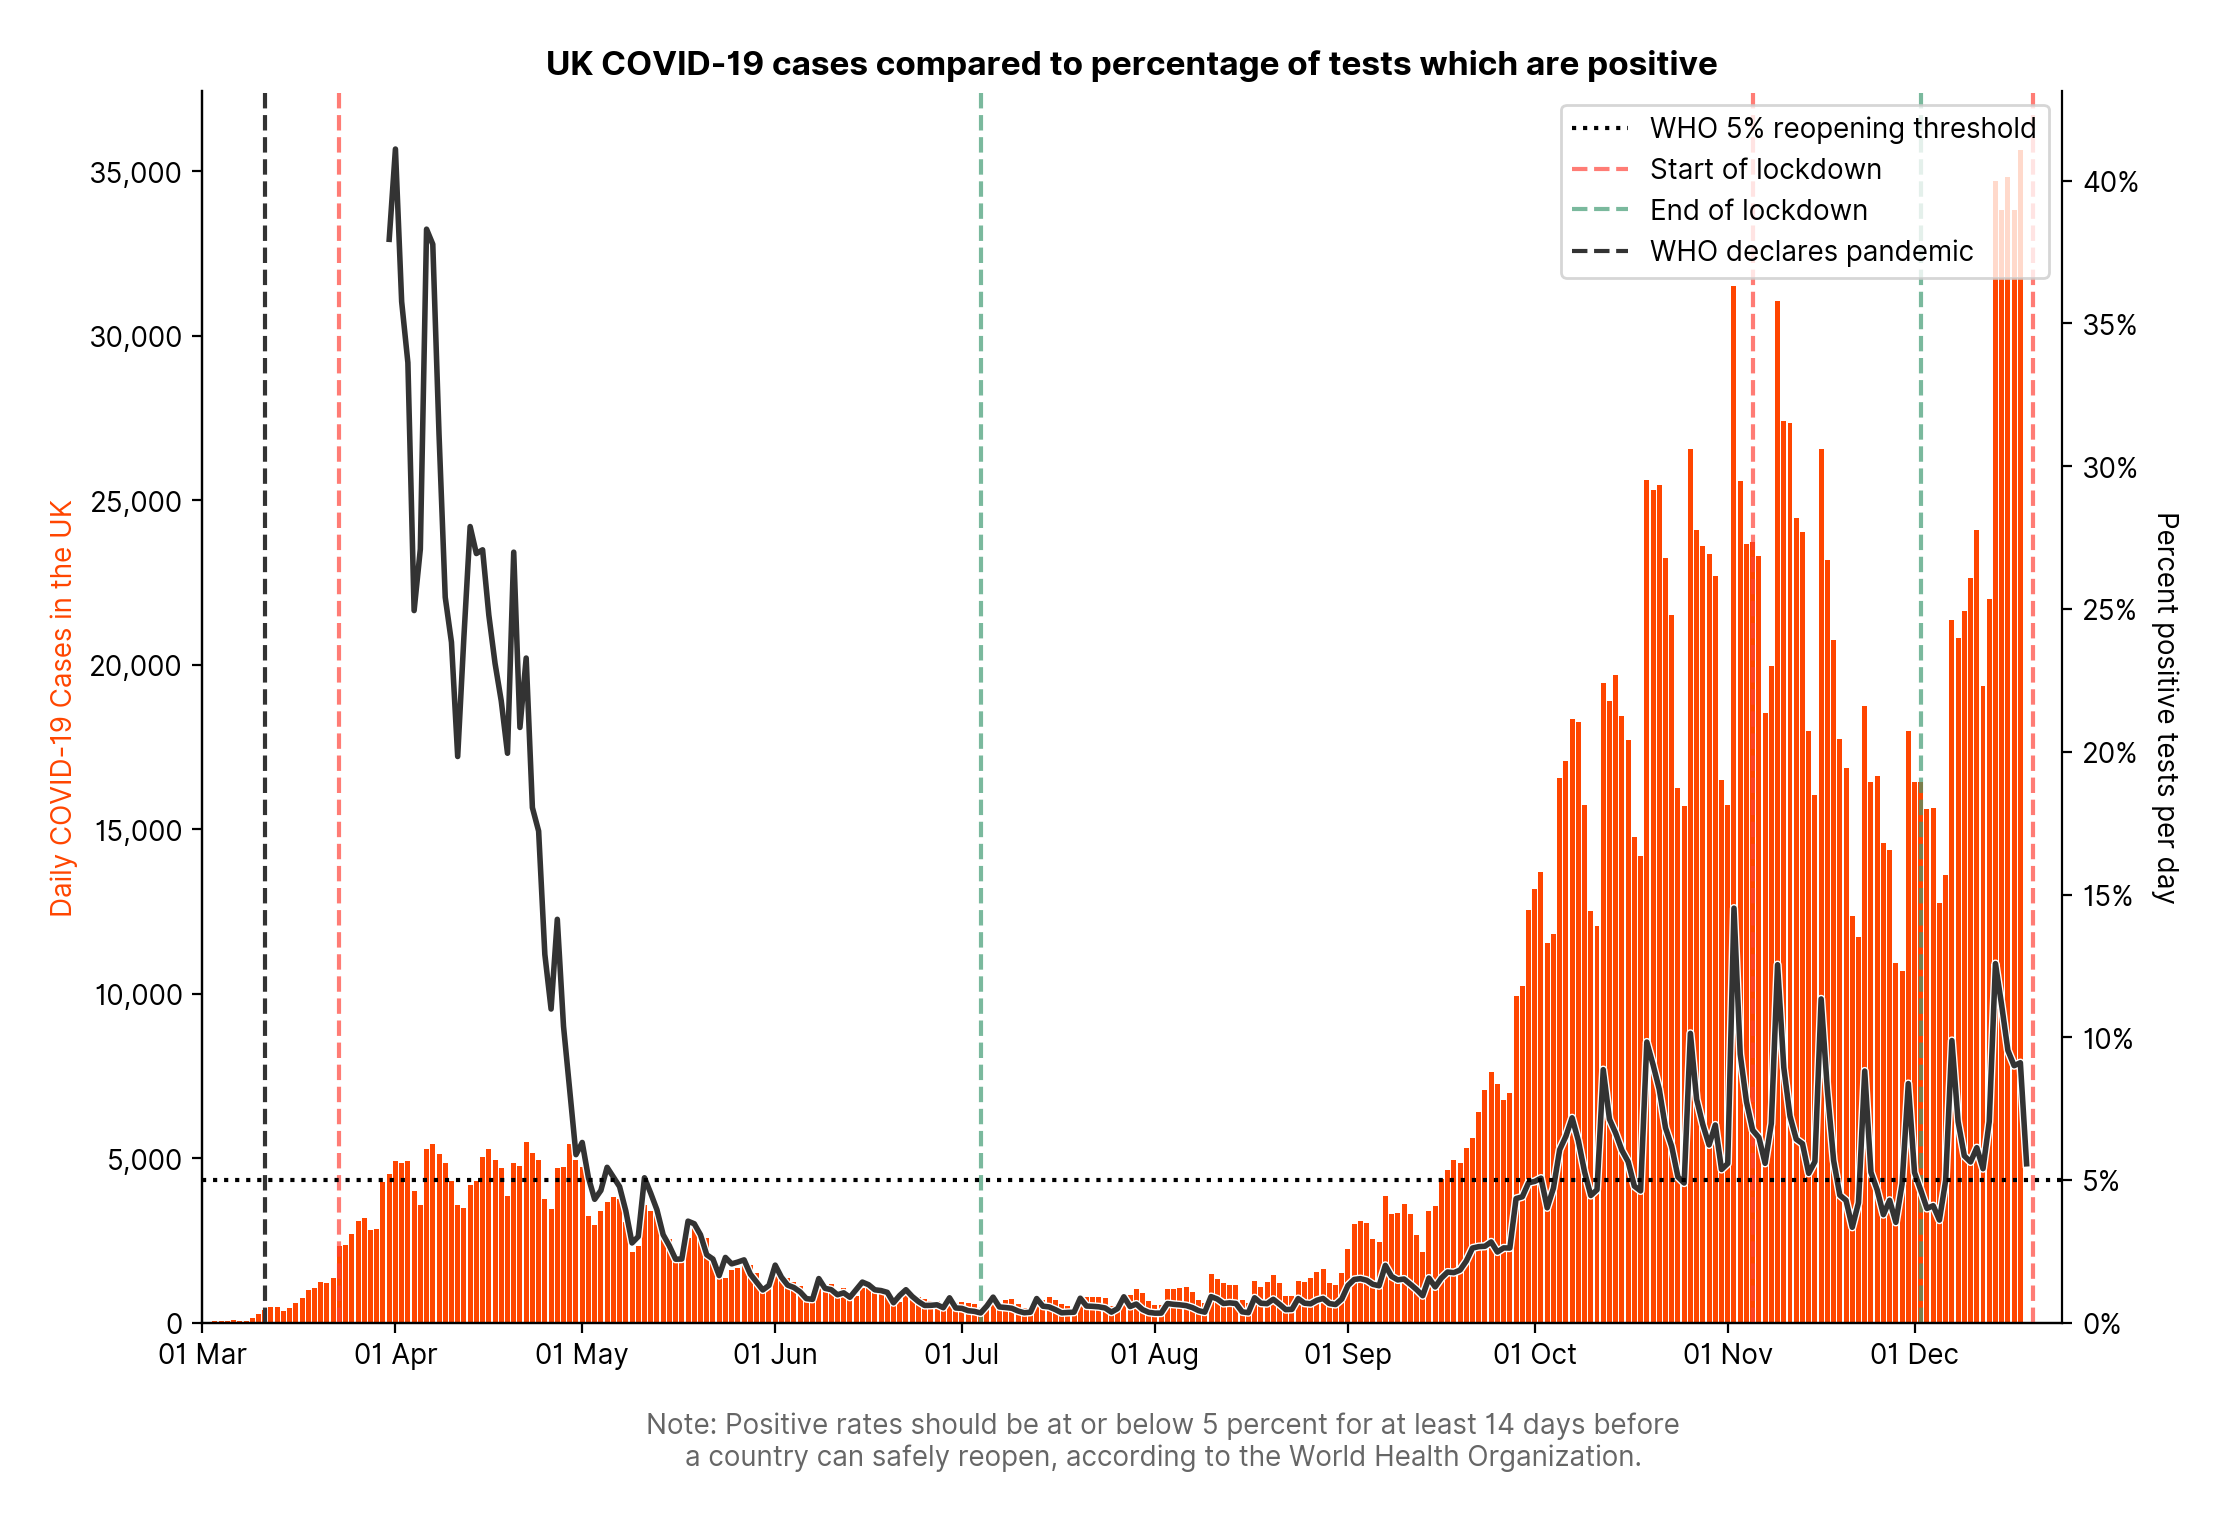 UK COVID-19 cases compared to percentage of tests which are positive
WHO 5% reopening threshold
Start of lockdown
End of lockdown
WHO declares pandemic
Daily COVID-19 Cases in the UK
35,000
30,000
25,000
20,000
15,000
10,000
5,000
0
40%
35%
30%
25%
20%
15%
10%
5%
0%
Percent positive tests per day
01 Mar
01 Apr
01 May
01 Jun
01 Jul
01 Aug
01 Sep
01 Oct
01 Nov
01 Dec
Note: Positive rates should be at or below 5 percent for at least 14 days before
a country can safely reopen, according to the World Health Organization.